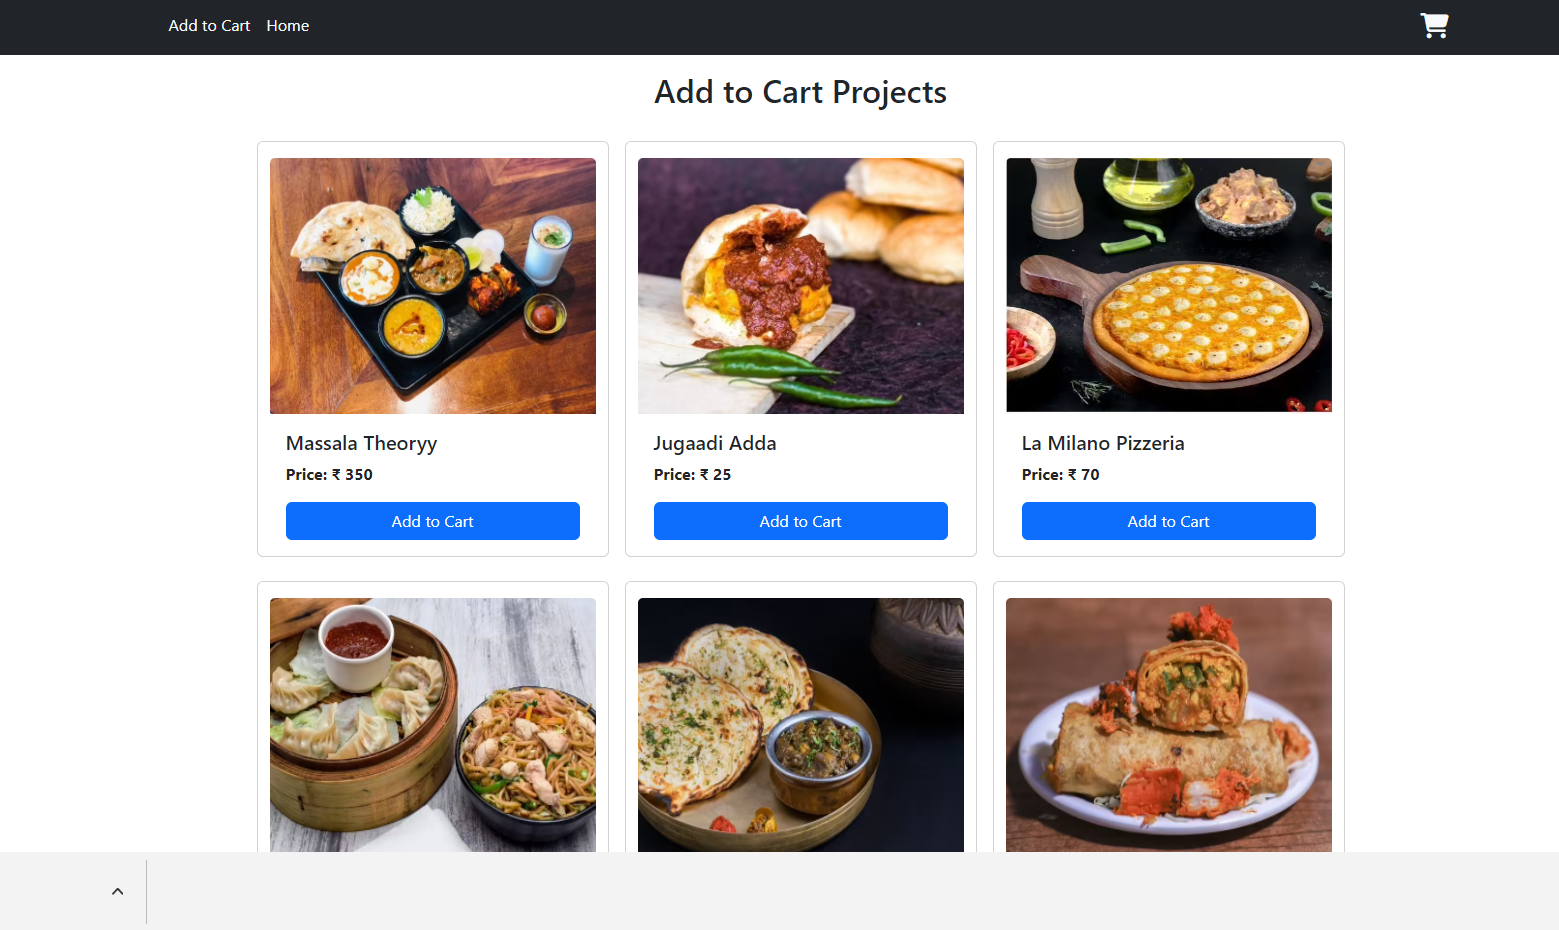 Add to Cart Home
Add to Cart Projects
Massala Theoryy
Price: ₹ 350
Add to Cart
Jugaadi Adda
Price: ₹ 25
Add to Cart
La Milano Pizzeria
Price: ₹ 70
Add to Cart